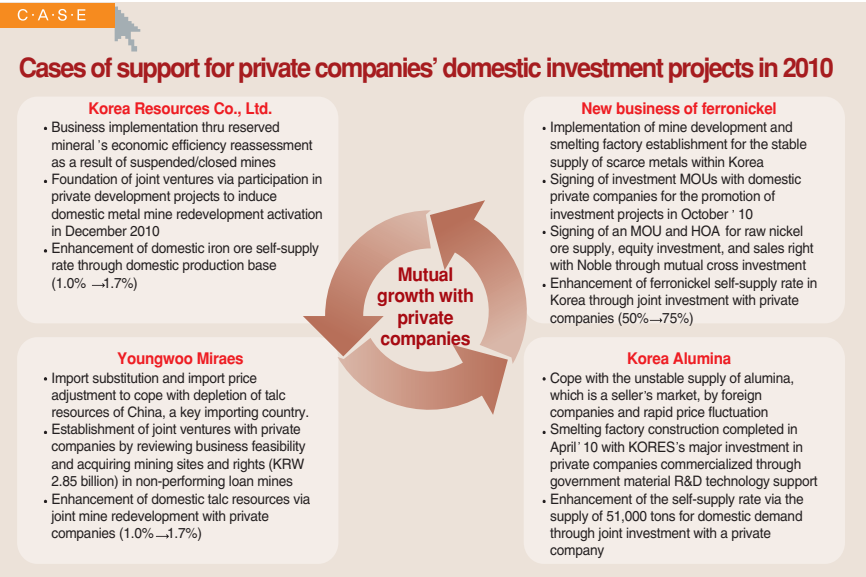 C·A·S·E
Cases of support for private companies' domestic investment projects in 2010
Korea Resources Co., Ltd.
• Business implementation thru reserved
mineral 's economic efficiency reassessment
as a result of suspended/closed mines
• Foundation of joint ventures via participation in
private development projects to induce
domestic metal mine redevelopment activation
in December 2010
• Enhancement of domestic iron ore self-supply
rate through domestic production base
(1.0% →1.7%)
New business of ferronickel
• Implementation of mine development and
smelting factory establishment for the stable
supply of scarce metals within Korea
• Signing of investment MOUs with domestic
private companies for the promotion of
investment projects in October ' 10
• Signing of an MOU and HOA for raw nickel
ore supply, equity investment, and sales right
with Noble through mutual cross investment
• Enhancement of ferronickel self-supply rate in
Korea through joint investment with private
companies (50%→75%)
Mutual
growth with
private
companies
Youngwoo Miraes
• Import substitution and import price
adjustment to cope with depletion of talc
resources of China, a key importing country.
• Establishment of joint ventures with private
companies by reviewing business feasibility
and acquiring mining sites and rights (KRW
2.85 billion) in non-performing loan mines
• Enhancement of domestic talc resources via
joint mine redevelopment with private
companies (1.0%→1.7%)
Korea Alumina
• Cope with the unstable supply of alumina,
which is a seller's market, by foreign
companies and rapid price fluctuation
• Smelting factory construction completed in
April' 10 with KORES's major investment in
private companies commercialized through
government material R&D technology support
• Enhancement of the self-supply rate via the
supply of 51,000 tons for domestic demand
through joint investment with a private
company